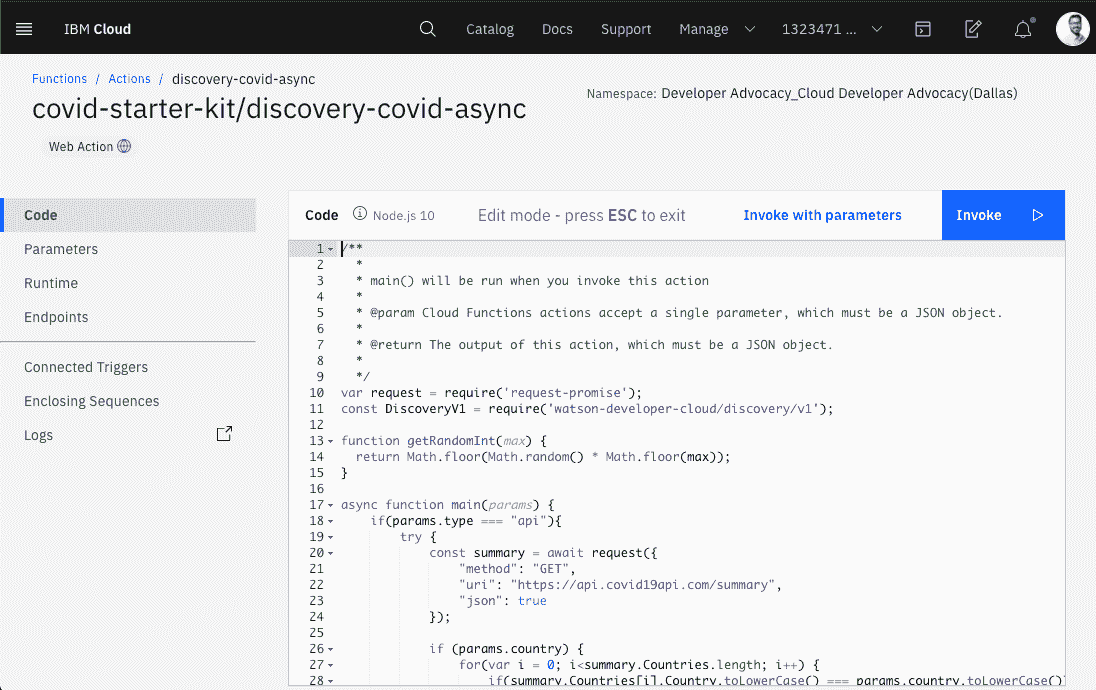 IBM Cloud Catalog Docs Support Manage 1323471 ...
Functions / Actions / discovery-covid-async
covid-starter-kit/discovery-covid-async
Namespace: Developer Advocacy_Cloud Developer Advocacy(Dallas)
Web Action
Code
Parameters
Runtime
Endpoints
Connected Triggers
Enclosing Sequences
Logs
Code Node.js 10 Edit mode - press ESC to exit Invoke with parameters Invoke
1 /**
2 *
3 * main() will be run when you invoke this action
4 *
5 * @param Cloud Functions actions accept a single parameter, which must be a JSON object.
6 *
7 * @return The output of this action, which must be a JSON object.
8 *
9 */
10 var request = require('request-promise');
11 const DiscoveryV1 = require('watson-developer-cloud/discovery/v1');
12
13 function getRandomInt(max) {
14 return Math.floor(Math.random() * Math.floor(max));
15 }
16
17 async function main(params) {
18 if(params.type === "api"){
19 try {
20 const summary = await request({
21 "method": "GET",
22 "uri": "https://api.covid19api.com/summary",
23 "json": true
24 });
25
26 if (params.country) {
27 for(var i = 0; i<summary.Countries.length; i++) {
28 if(summary.Countries[i].Country.toLowerCase() === params.country.toLowerCase()